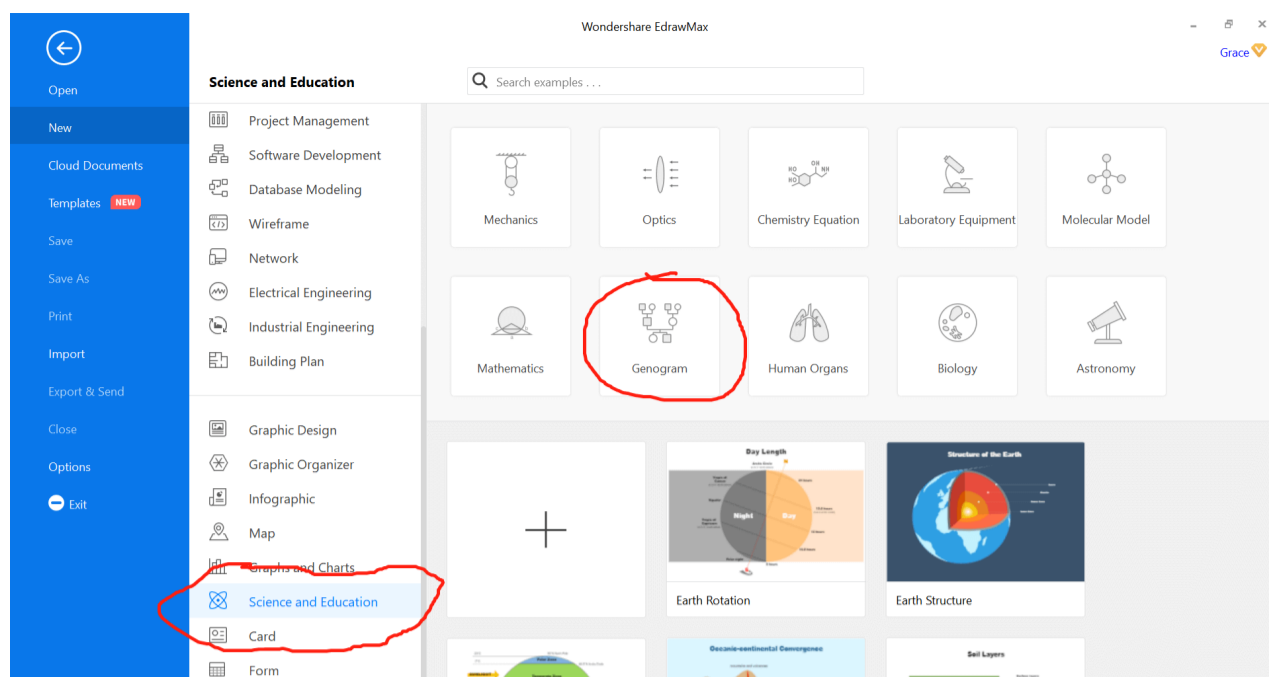 Wondershare EdrawMax
Grace
Open
New
Cloud Documents
Templates NEW
Save
Save As
Print
Import
Export & Send
Close
Options
Exit
Science and Education
Search examples . . .
Project Management
Software Development
Database Modeling
Wireframe
Network
Electrical Engineering
Industrial Engineering
Building Plan
Graphic Design
Graphic Organizer
Infographic
Map
Graphs and Charts
Science and Education
Card
Form
Mechanics
Optics
Chemistry Equation
HO OH NH
HO
Laboratory Equipment
Molecular Model
Mathematics
Genogram
Human Organs
Biology
Astronomy
Day Length
Night Day
Earth Rotation
Structure of the Earth
Earth Structure
Oceanic-continental Convergence
Soil Layers